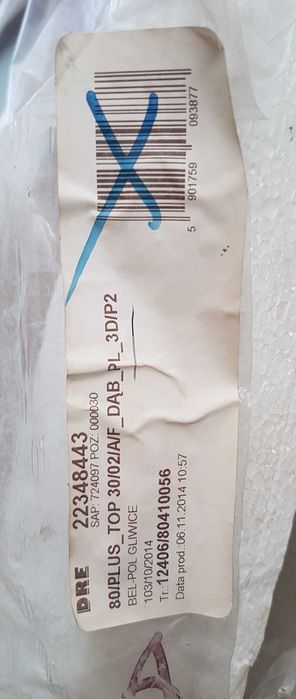 DRE 22348443
SAP: 724097 POZ: 000030
80/PLUS_TOP 30/02/A/F_DĄB_PL_3D/P2
BEL-POL GLIWICE
103/10/2014
Tr.:12406/80410056
Data prod.:06.11.2014 10:57
5 901759 093877